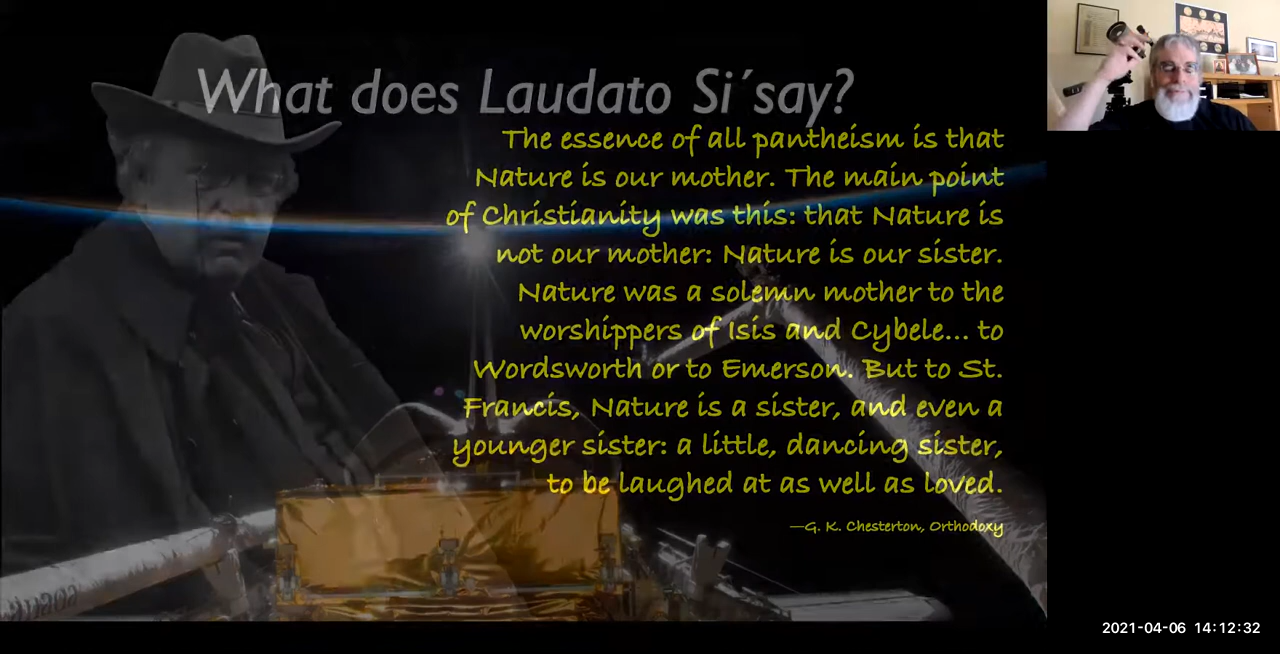 What does Laudato Si´say?
The essence of all pantheism is that
Nature is our mother. The main point
of Christianity was this: that Nature is
not our mother: Nature is our sister.
Nature was a solemn mother to the
worshippers of Isis and Cybele... to
Wordsworth or to Emerson. But to St.
Francis, Nature is a sister, and even a
younger sister: a little, dancing sister,
to be laughed at as well as loved.
—G. K. Chesterton, Orthodoxy
2021-04-06 14:12:32